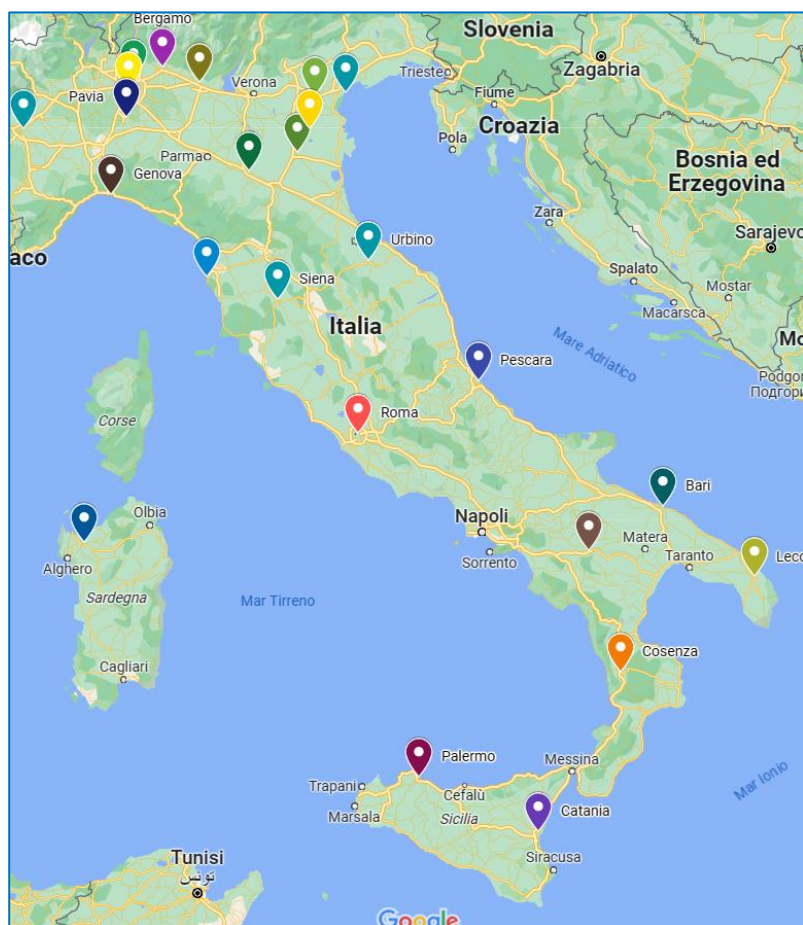 Bergamo
Slovenia
Trieste
Zagabria
Verona
Fiume
Pavia
Pola
Croazia
Parma
Bosnia ed
Erzegovina
Genova
Zara
aco
Urbino
Sarajevo
Siena
Spalato
Mostar
Macarsca
Italia
Mo
Mare Adriatico
Pescara
Podgor
Подгори
Corse
Roma
Bari
Olbia
Napoli
Matera
Alghero
Sorrento
Taranto
Lecc
Sardegna
Mar Tirreno
Cosenza
Cagliari
Palermo
Messina
Mar Ionio
Trapani
Cefalù
Marsala
Sicilia
Catania
Tunisi
تونس
Siracusa
Google